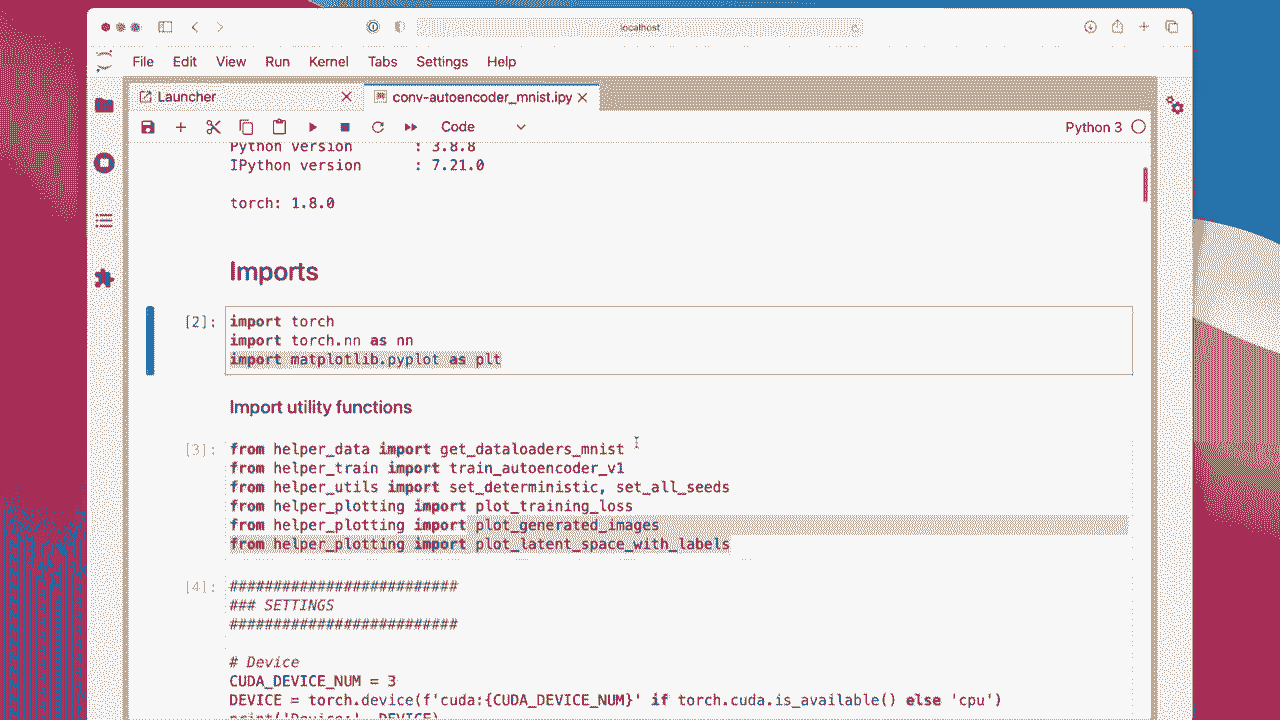 localhost
File Edit View Run Kernel Tabs Settings Help
Launcher conv-autoencoder_mnist.ipy
Code Python 3
Python version : 3.8.8
IPython version : 7.21.0
torch: 1.8.0
Imports
[2]: import torch
import torch.nn as nn
import matplotlib.pyplot as plt
Import utility functions
[3]: from helper_data import get_dataloaders_mnist
from helper_train import train_autoencoder_v1
from helper_utils import set_deterministic, set_all_seeds
from helper_plotting import plot_training_loss
from helper_plotting import plot_generated_images
from helper_plotting import plot_latent_space_with_labels
[4]: ##########################
### SETTINGS
##########################
# Device
CUDA_DEVICE_NUM = 3
DEVICE = torch.device(f'cuda:{CUDA_DEVICE_NUM}' if torch.cuda.is_available() else 'cpu')
print('Device:', DEVICE)